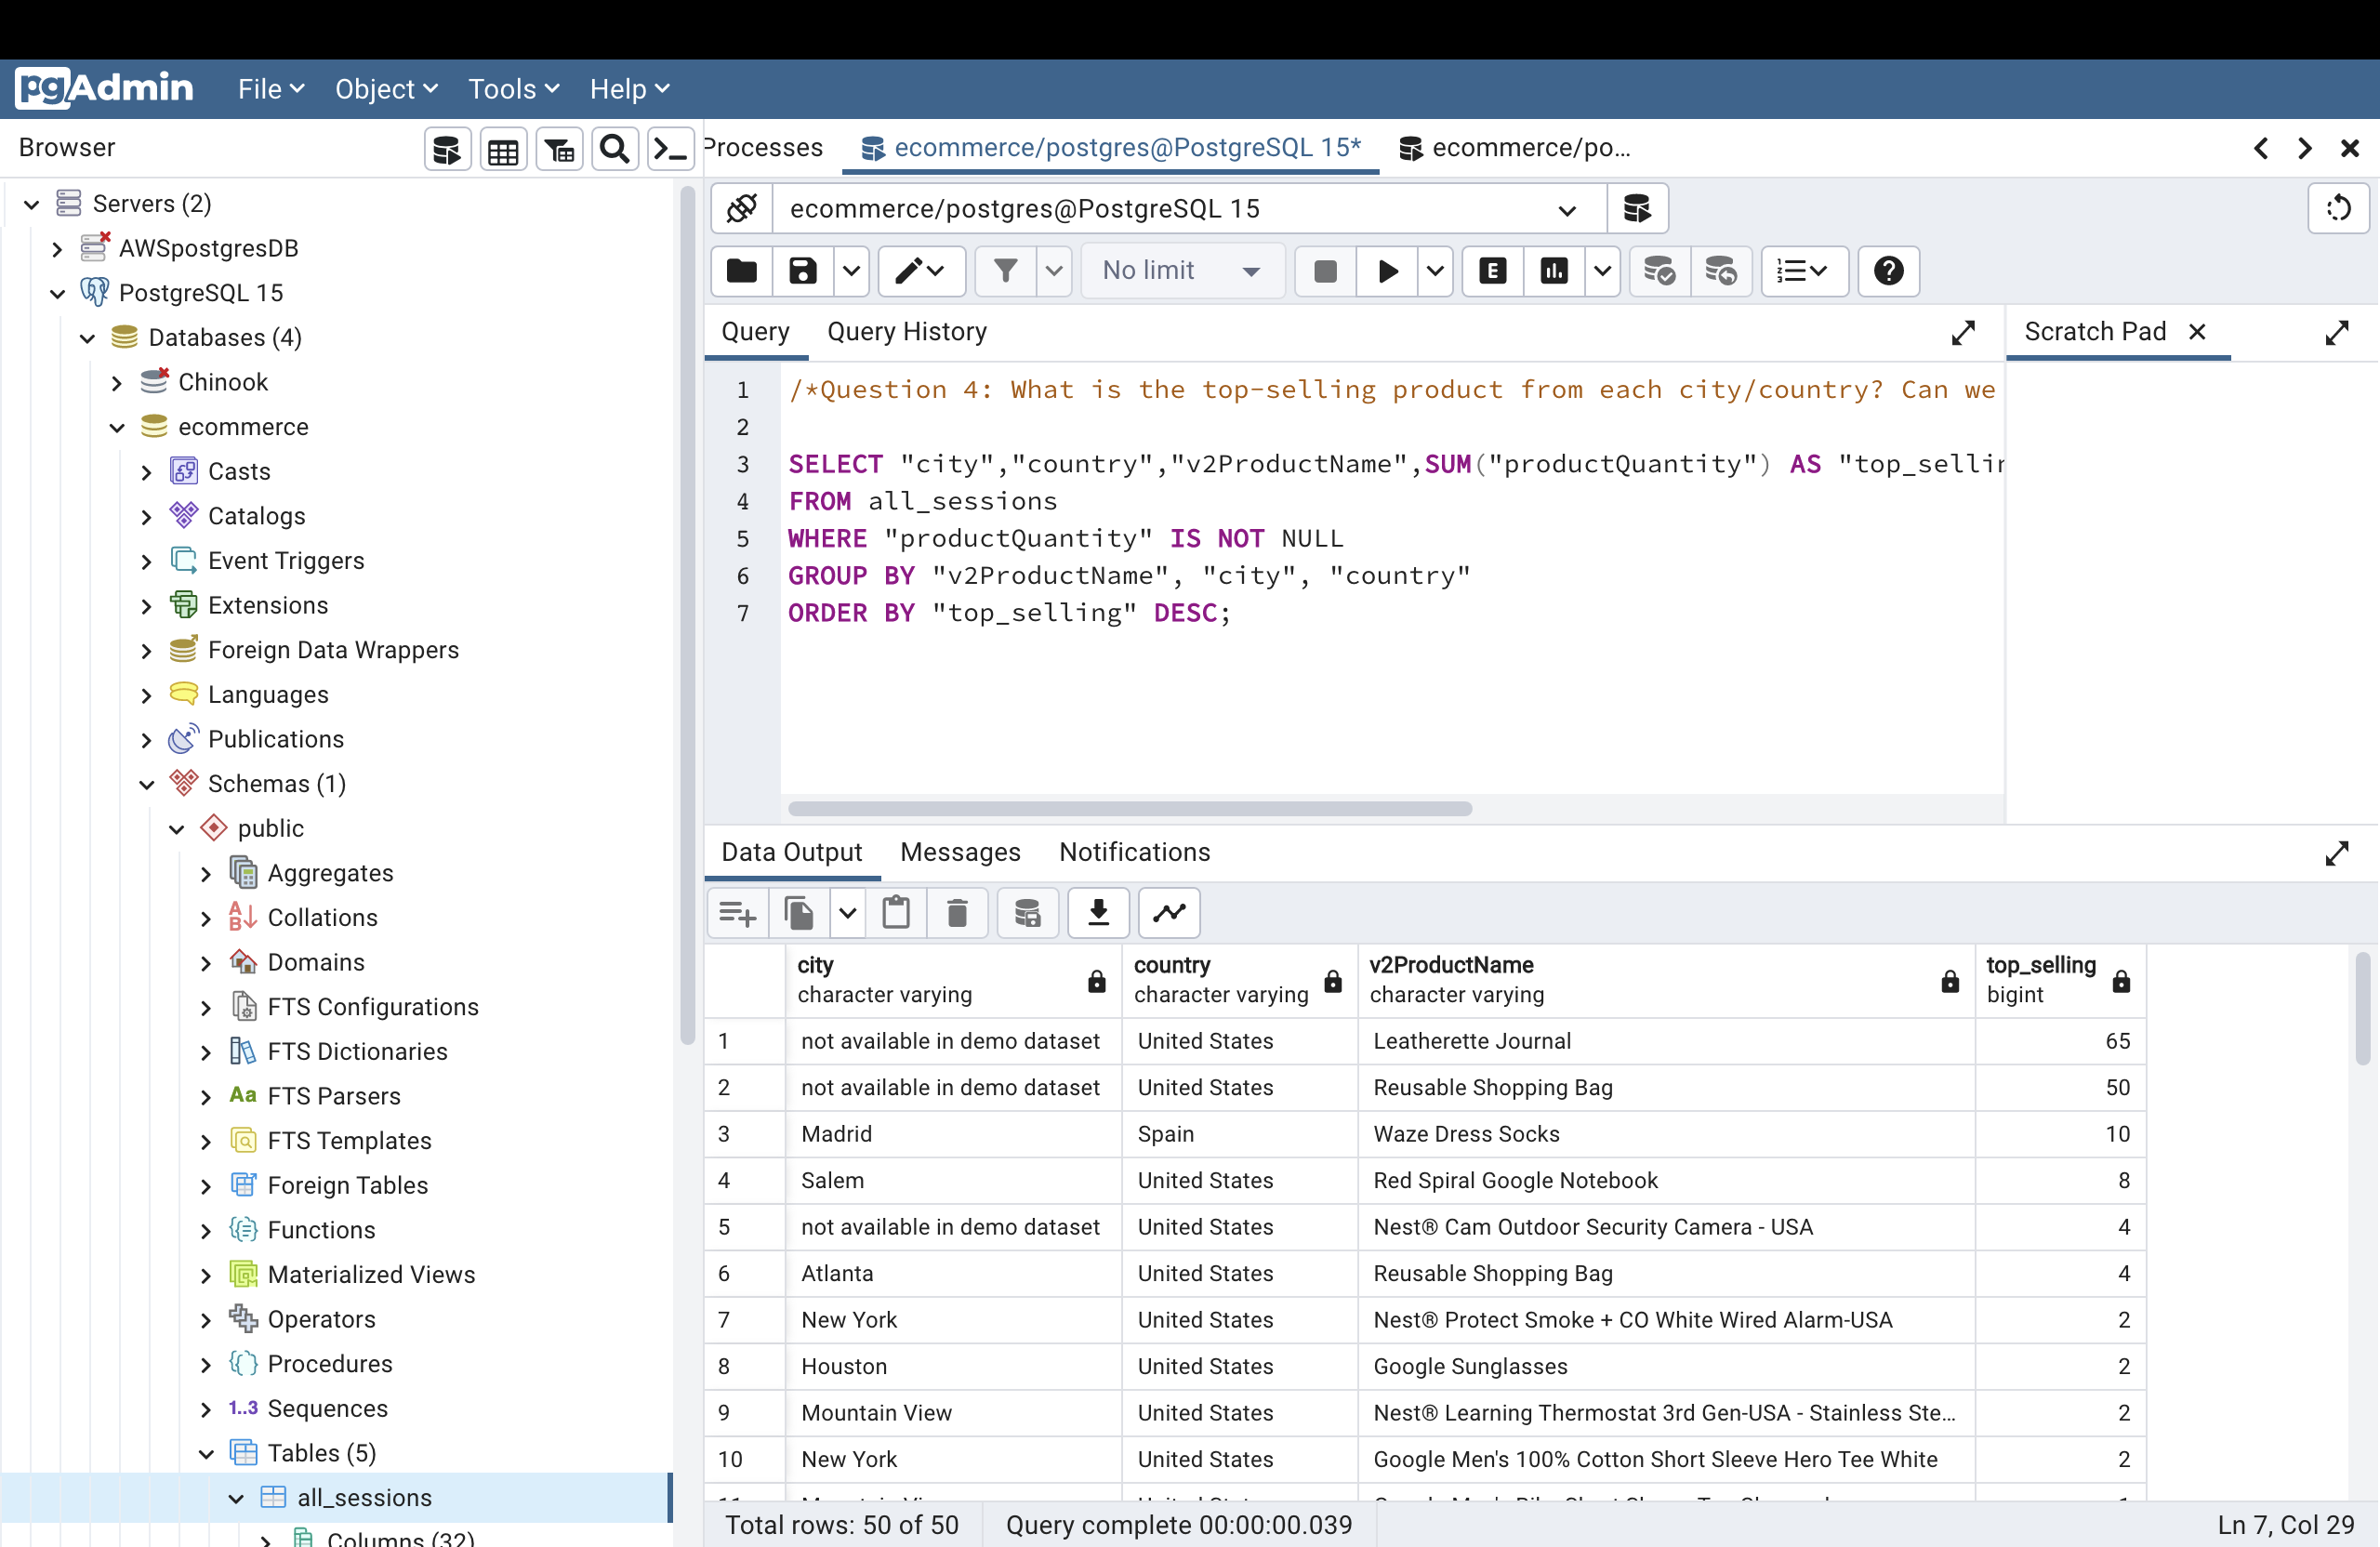 pgAdmin File Object Tools Help
Browser
Processes ecommerce/postgres@PostgreSQL 15* ecommerce/po...
Servers (2)
AWSpostgresDB
PostgreSQL 15
Databases (4)
Chinook
ecommerce
Casts
Catalogs
Event Triggers
Extensions
Foreign Data Wrappers
Languages
Publications
Schemas (1)
public
Aggregates
Collations
Domains
FTS Configurations
FTS Dictionaries
Aa FTS Parsers
FTS Templates
Foreign Tables
Functions
Materialized Views
Operators
Procedures
1..3 Sequences
Tables (5)
all_sessions
Columns (32)
ecommerce/postgres@PostgreSQL 15
No limit E
Query Query History Scratch Pad
1 /*Question 4: What is the top-selling product from each city/country? Can we
2
3 SELECT "city","country","v2ProductName",SUM("productQuantity") AS "top_sellin
4 FROM all_sessions
5 WHERE "productQuantity" IS NOT NULL
6 GROUP BY "v2ProductName", "city", "country"
7 ORDER BY "top_selling" DESC;
Data Output Messages Notifications
city country v2ProductName top_selling
character varying character varying character varying bigint
1 not available in demo dataset United States Leatherette Journal 65
2 not available in demo dataset United States Reusable Shopping Bag 50
3 Madrid Spain Waze Dress Socks 10
4 Salem United States Red Spiral Google Notebook 8
5 not available in demo dataset United States Nest® Cam Outdoor Security Camera - USA 4
6 Atlanta United States Reusable Shopping Bag 4
7 New York United States Nest® Protect Smoke + CO White Wired Alarm-USA 2
8 Houston United States Google Sunglasses 2
9 Mountain View United States Nest® Learning Thermostat 3rd Gen-USA - Stainless Ste...
2
10 New York United States Google Men's 100% Cotton Short Sleeve Hero Tee White 2
Total rows: 50 of 50 Query complete 00:00:00.039 Ln 7, Col 29